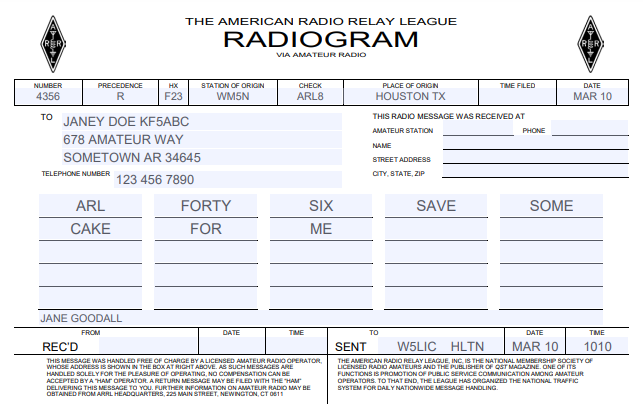 THE AMERICAN RADIO RELAY LEAGUE
RADIOGRAM
VIA AMATEUR RADIO
NUMBER PRECEDENCE HX STATION OF ORIGIN CHECK PLACE OF ORIGIN TIME FILED DATE
4356 R F23 WM5N ARL8 HOUSTON TX MAR 10
TO JANEY DOE KF5ABC
678 AMATEUR WAY
SOMETOWN AR 34645
TELEPHONE NUMBER 123 456 7890
THIS RADIO MESSAGE WAS RECEIVED AT
AMATEUR STATION PHONE
NAME
STREET ADDRESS
CITY, STATE, ZIP
ARL FORTY SIX SAVE SOME
CAKE FOR ME
JANE GOODALL
FROM DATE TIME TO DATE TIME
REC'D SENT W5LIC HLTN MAR 10 1010
THIS MESSAGE WAS HANDLED FREE OF CHARGE BY A LICENSED AMATEUR RADIO OPERATOR,
WHOSE ADDRESS IS SHOWN IN THE BOX AT RIGHT ABOVE. AS SUCH MESSAGES ARE
HANDLED SOLELY FOR THE PLEASURE OF OPERATING, NO COMPENSATION CAN BE
ACCEPTED BY A "HAM" OPERATOR. A RETURN MESSAGE MAY BE FILED WITH THE "HAM"
DELIVERING THIS MESSAGE TO YOU. FURTHER INFORMATION ON AMATEUR RADIO MAY BE
OBTAINED FROM ARRL HEADQUARTERS, 225 MAIN STREET, NEWINGTON, CT 0611
THE AMERICAN RADIO RELAY LEAGUE, INC, IS THE NATIONAL MEMBERSHIP SOCIETY OF
LICENSED RADIO AMATEURS AND THE PUBLISHER OF QST MAGAZINE. ONE OF ITS
FUNCTIONS IS PROMOTION OF PUBLIC SERVICE COMMUNICATION AMONG AMATEUR
OPERATORS. TO THAT END, THE LEAGUE HAS ORGANIZED THE NATIONAL TRAFFIC
SYSTEM FOR DAILY NATIONWIDE MESSAGE HANDLING.